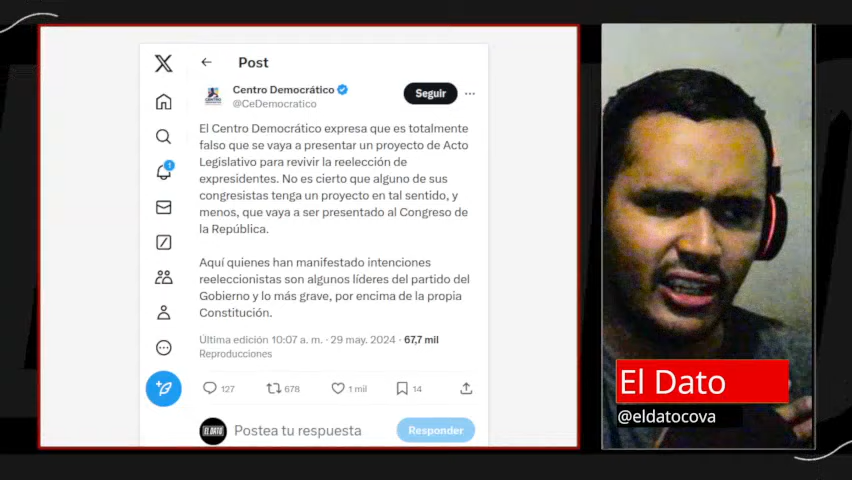 Post
Centro Democrático
@CeDemocratico
Seguir
El Centro Democrático expresa que es totalmente
falso que se vaya a presentar un proyecto de Acto
Legislativo para revivir la reelección de
expresidentes. No es cierto que alguno de sus
congresistas tenga un proyecto en tal sentido, y
menos, que vaya a ser presentado al Congreso de
la República.
Aquí quienes han manifestado intenciones
reeleccionistas son algunos líderes del partido del
Gobierno y lo más grave, por encima de la propia
Constitución.
Última edición 10:07 a. m. · 29 may. 2024 · 67,7 mil
Reproducciones
127 678 1 mil 14
EL DATO
Postea tu respuesta
Responder
1
El Dato
@eldatocova